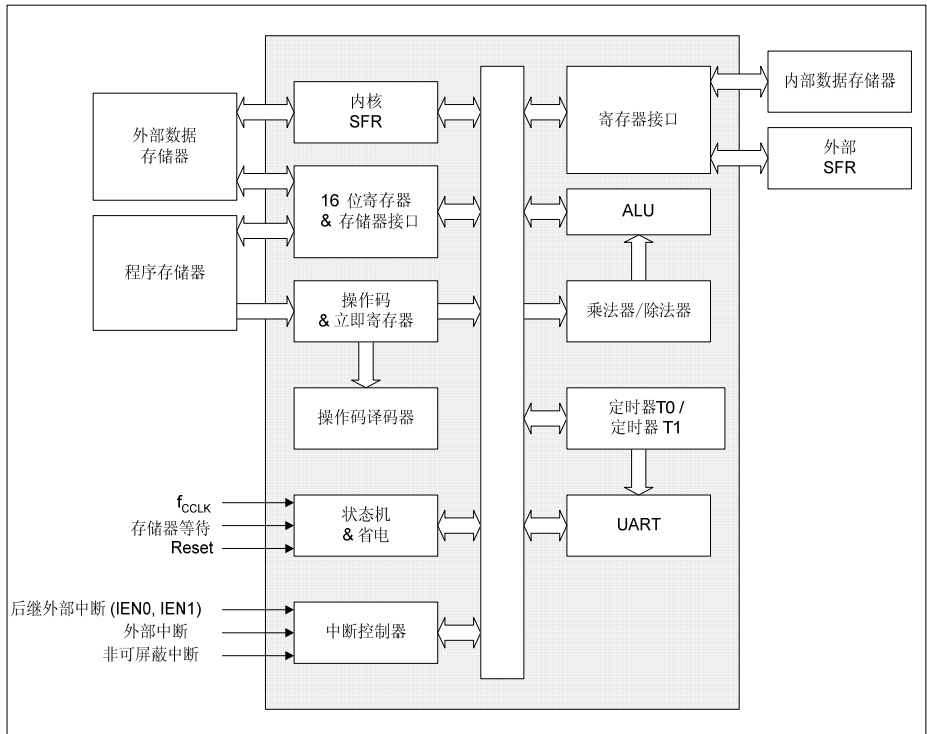 外部数据
存储器
程序存储器
内核
SFR
16 位寄存器
& 存储器接口
操作码
& 立即寄存器
操作码译码器
状态机
& 省电
中断控制器
寄存器接口
ALU
乘法器/除法器
定时器T0 /
定时器 T1
UART
内部数据存储器
外部
SFR
fCCLK
存储器等待
Reset
后继外部中断 (IEN0, IEN1)
外部中断
非可屏蔽中断